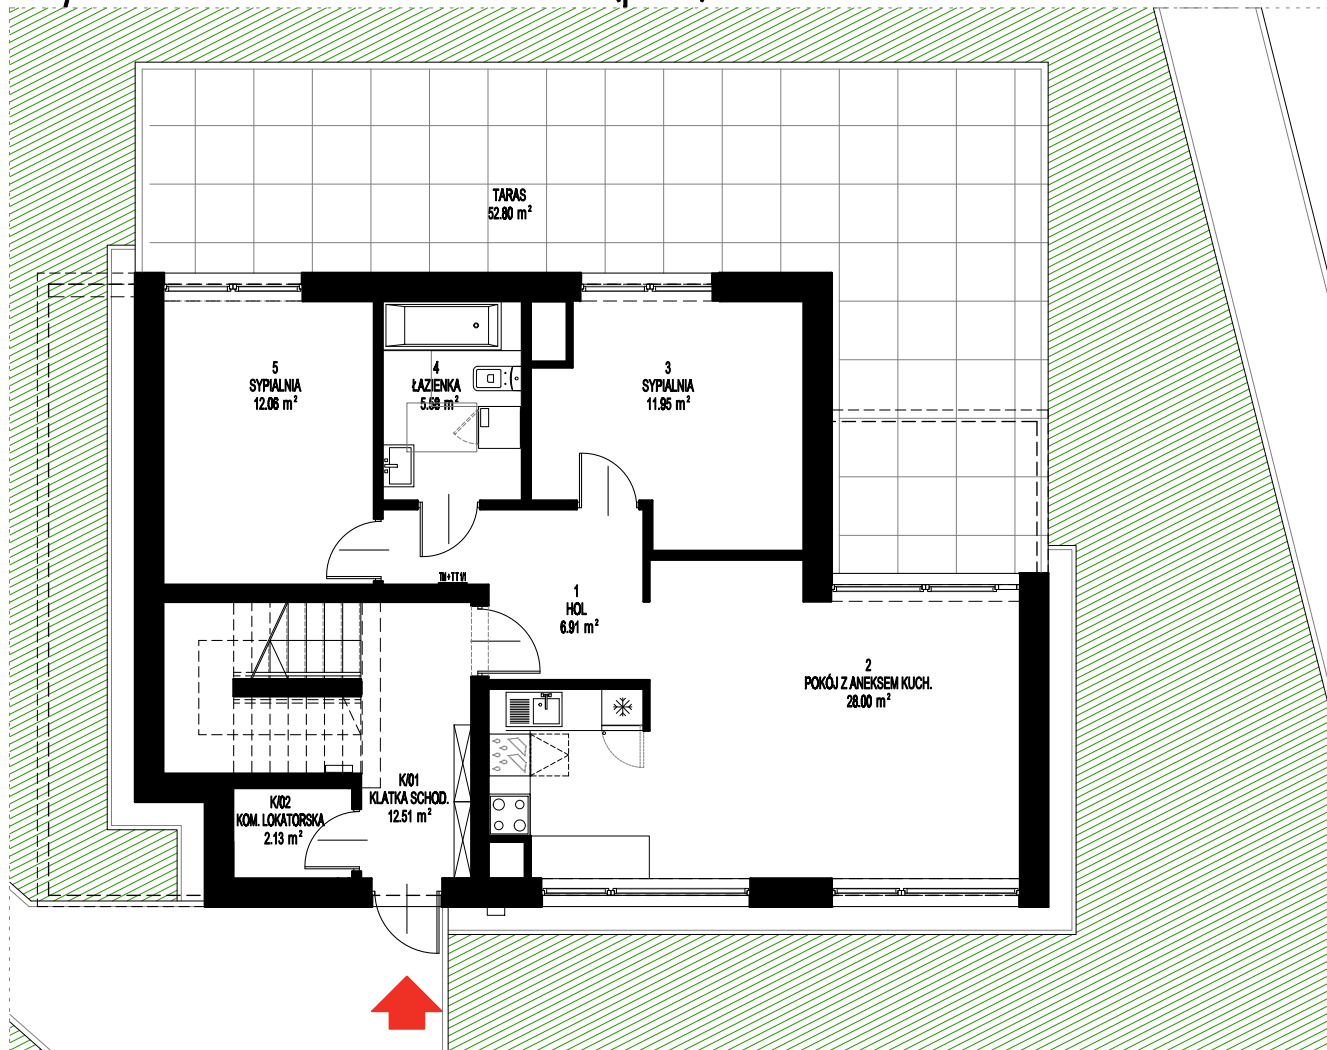 TARAS
52.80 m²
5
SYPIALNIA
12.06 m²
4
ŁAZIENKA
5.58 m²
3
SYPIALNIA
11.95 m²
1
HOL
6.91 m²
2
POKÓJ Z ANEKSEM KUCH.
28.00 m²
K/01
KLATKA SCHOD.
12.51 m²
K/02
KOM. LOKATORSKA
2.13 m²